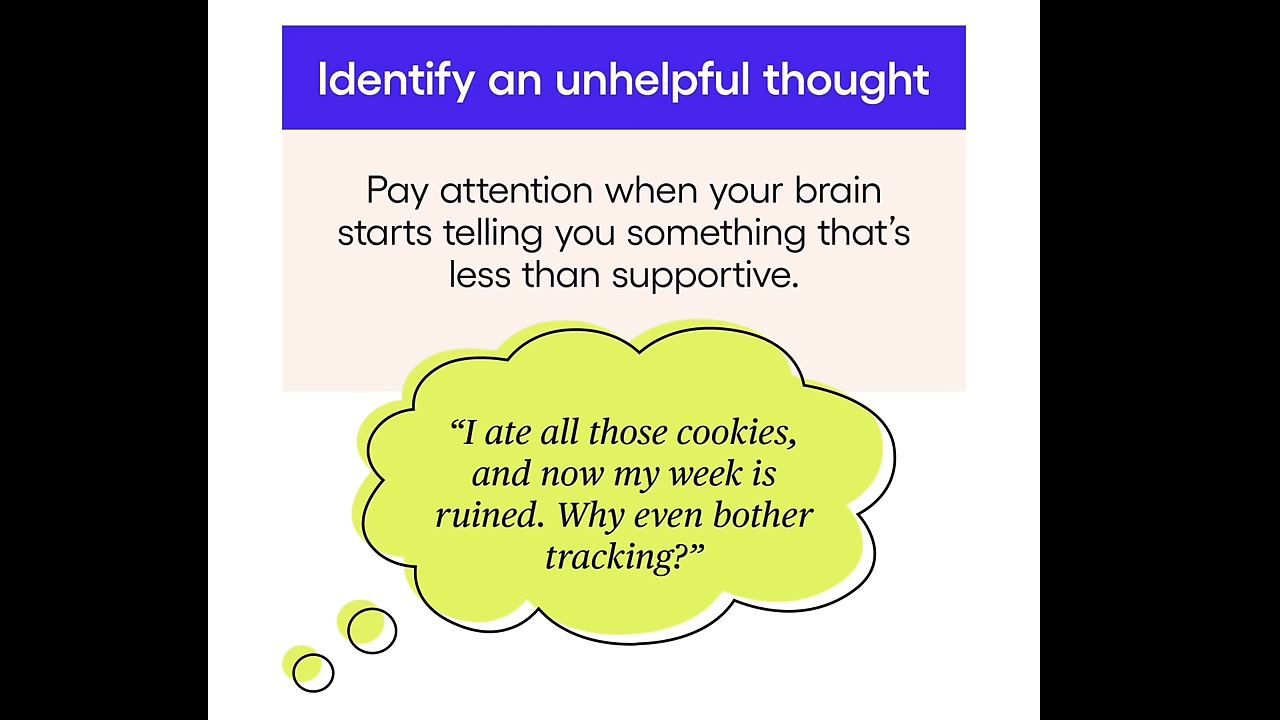 Identify an unhelpful thought
Pay attention when your brain
starts telling you something that’s
less than supportive.
“I ate all those cookies,
and now my week is
ruined. Why even bother
tracking?”